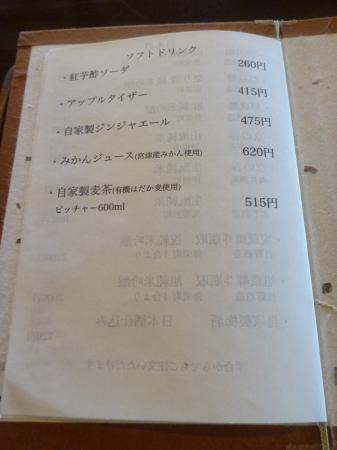 ソフトドリンク
・紅芋酢ソーダ 260円
・アップルタイザー 415円
・自家製ジンジャエール 475円
・みかんジュース(宮津産みかん使用) 620円
・自家製麦茶(有機はだか麦使用) 515円
ピッチャー600ml